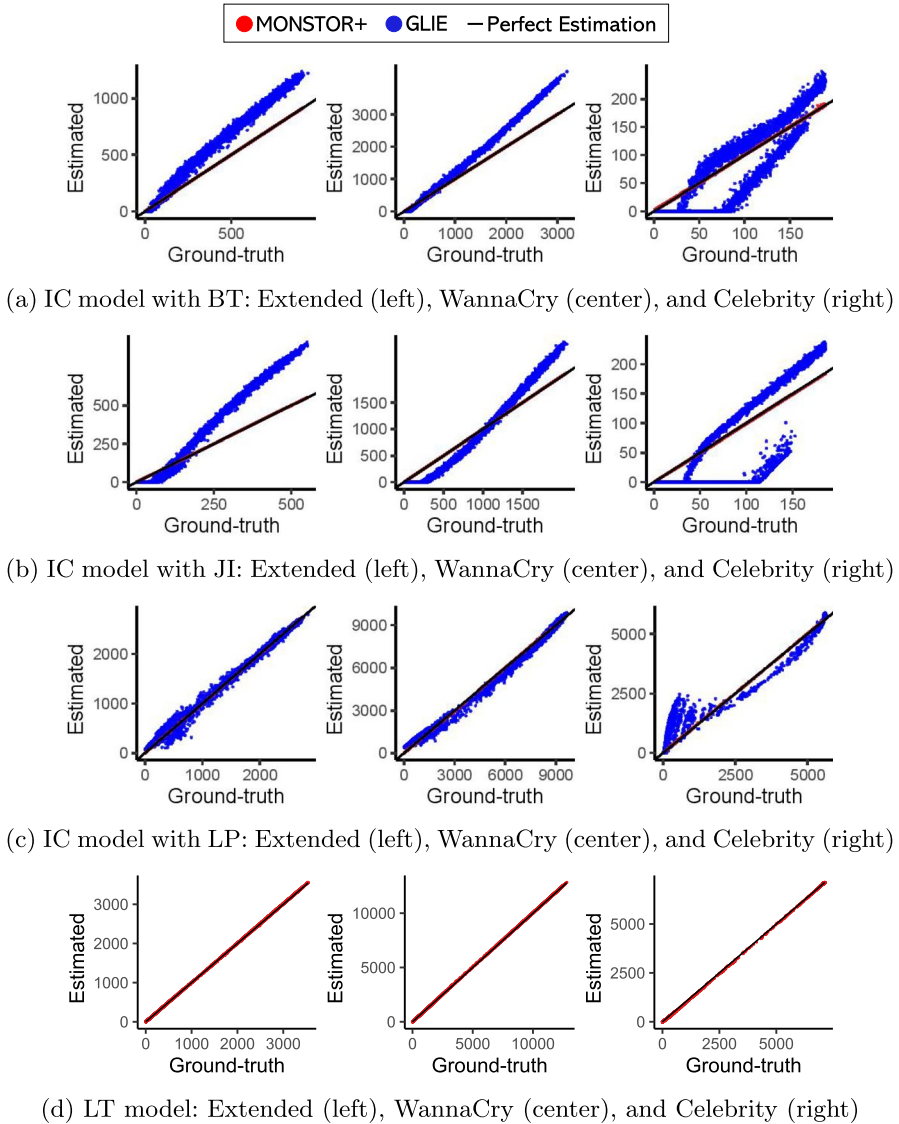 MONSTOR+ GLIE Perfect Estimation
Estimated
1000
500
0
0 500
Ground-truth
Estimated
3000
2000
1000
0
0 1000 2000 3000
Ground-truth
Estimated
200
150
100
50
0
0 50 100 150
Ground-truth
(a) IC model with BT: Extended (left), WannaCry (center), and Celebrity (right)
Estimated
500
250
0
0 250 500
Ground-truth
Estimated
1500
1000
500
0
0 500 1000 1500
Ground-truth
Estimated
200
150
100
50
0
0 50 100 150
Ground-truth
(b) IC model with JI: Extended (left), WannaCry (center), and Celebrity (right)
Estimated
2000
1000
0
0 1000 2000
Ground-truth
Estimated
9000
6000
3000
0
0 3000 6000 9000
Ground-truth
Estimated
5000
2500
0
0 2500 5000
Ground-truth
(c) IC model with LP: Extended (left), WannaCry (center), and Celebrity (right)
Estimated
3000
2000
1000
0
0 1000 2000 3000
Ground-truth
Estimated
10000
5000
0
0 5000 10000
Ground-truth
Estimated
5000
2500
0
0 2500 5000
Ground-truth
(d) LT model: Extended (left), WannaCry (center), and Celebrity (right)